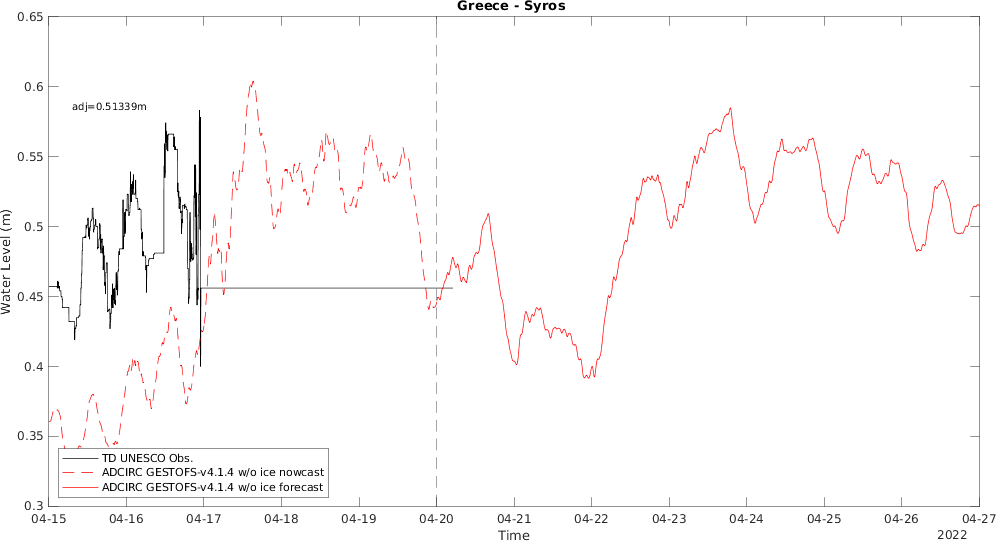 Greece - Syros
0.65
0.6
0.55
0.5
0.45
0.4
0.35
0.3
Water Level (m)
adj=0.51339m
TD UNESCO Obs.
ADCIRC GESTOFS-v4.1.4 w/o ice nowcast
ADCIRC GESTOFS-v4.1.4 w/o ice forecast
04-15 04-16 04-17 04-18 04-19 04-20 04-21 04-22 04-23 04-24 04-25 04-26 04-27
Time
2022